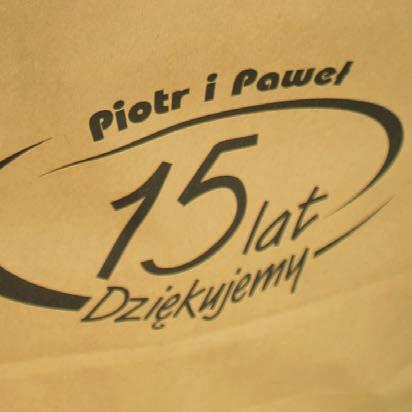 Piotr i Paweł
15 lat
Dziękujemy